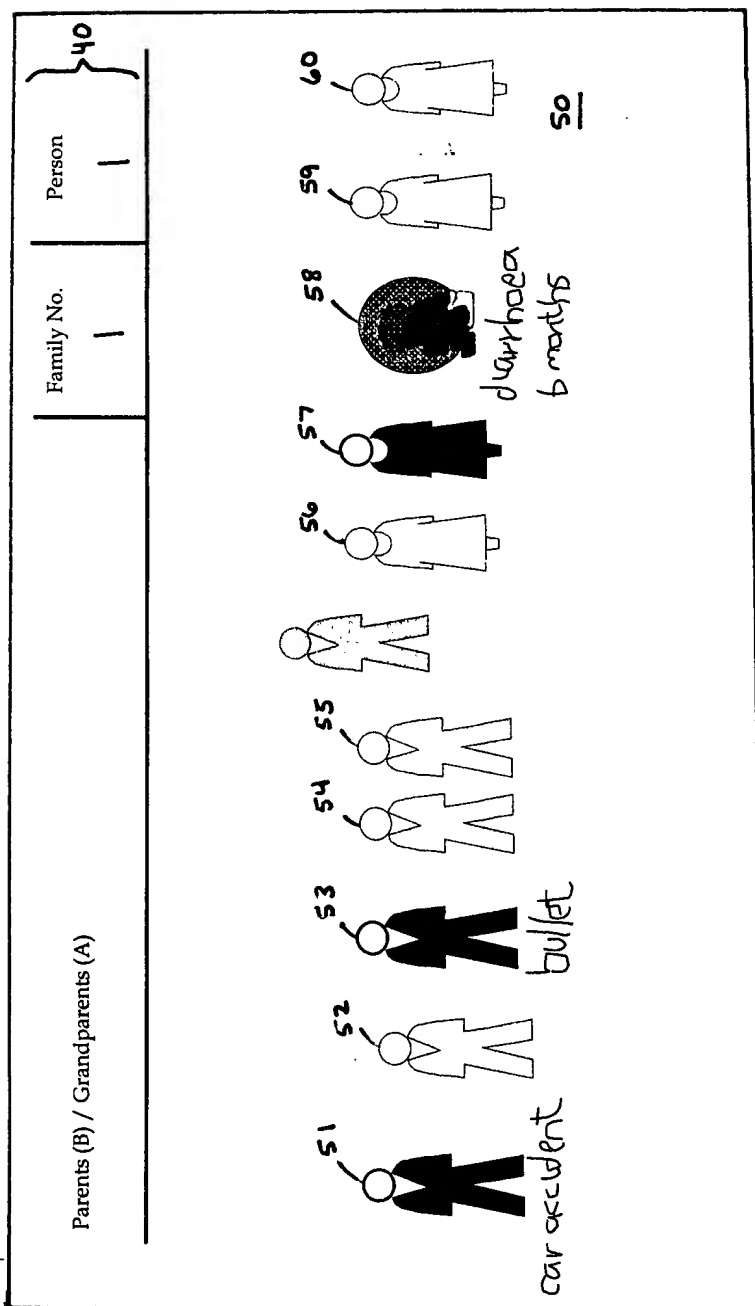 Parents (B) / Grandparents (A)
Family No.
1
Person
1
40
51
52
53
54
55
56
57
58
59
60
50
car accident
bullet
diarrhoea
6 months